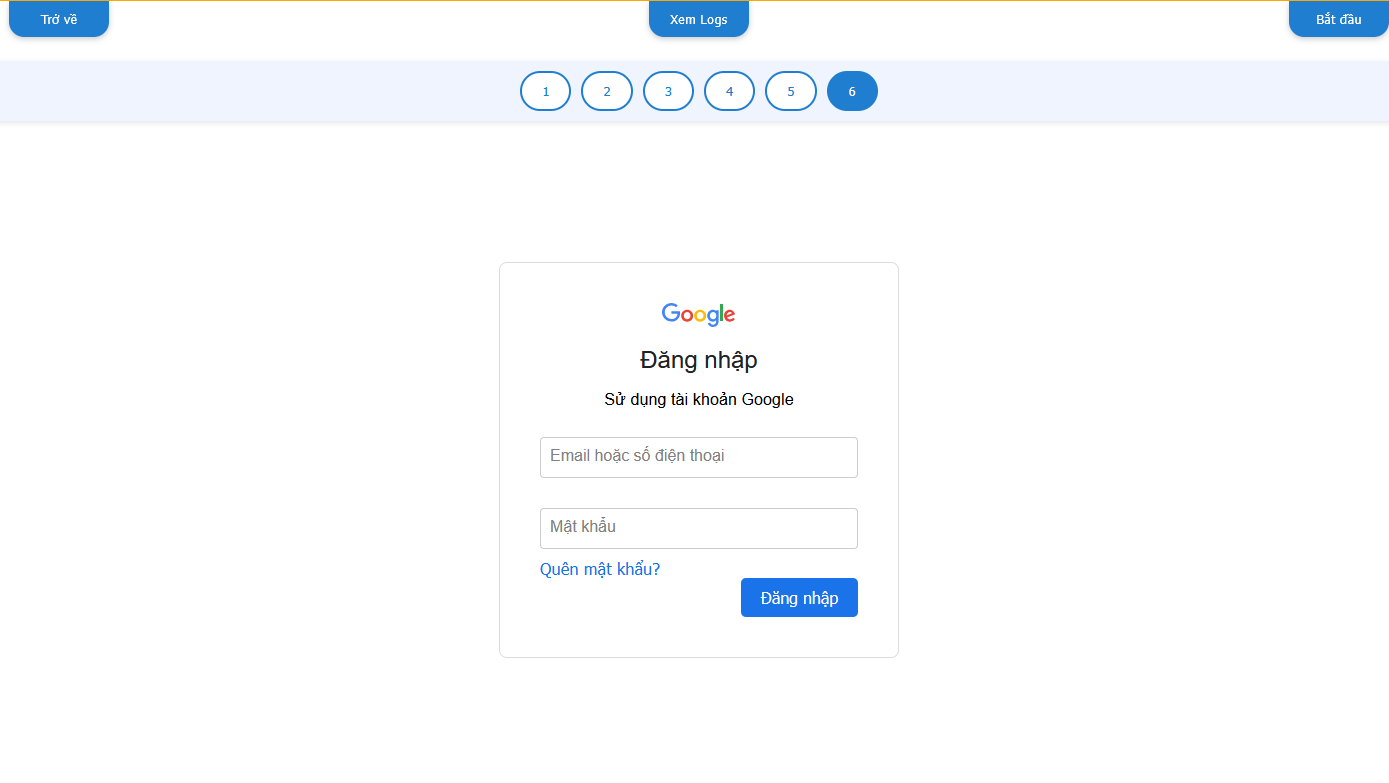 Trở về
Xem Logs
Bắt đầu
1
2
3
4
5
6
Google
Đăng nhập
Sử dụng tài khoản Google
Email hoặc số điện thoại
Mật khẩu
Quên mật khẩu?
Đăng nhập